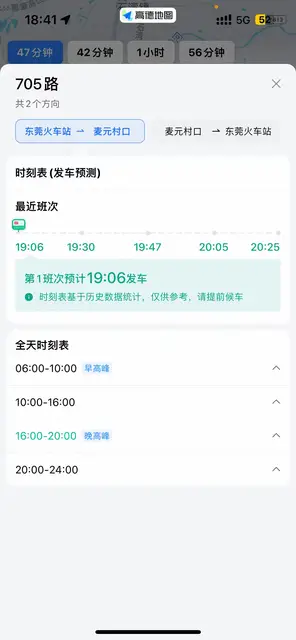 18:41
高德地图
5G
52
47分钟
42分钟
1小时
56分钟
705路
共2个方向
东莞火车站 → 麦元村口
麦元村口 → 东莞火车站
时刻表(发车预测)
最近班次
19:06
19:30
19:47
20:05
20:25
第1班次预计19:06发车
时刻表基于历史数据统计，仅供参考，请提前候车
全天时刻表
06:00-10:00 早高峰
10:00-16:00
16:00-20:00 晚高峰
20:00-24:00